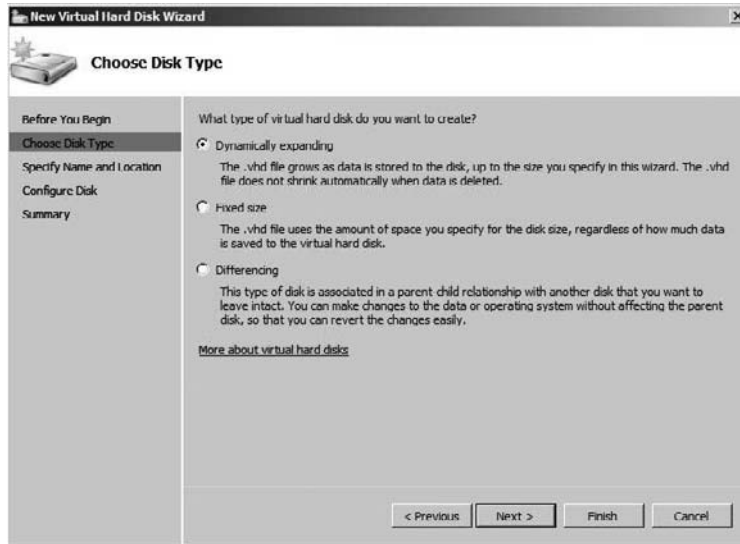 New Virtual Hard Disk Wizard
Choose Disk Type
Before You Begin
Choose Disk Type
Specify Name and Location
Configure Disk
Summary
What type of virtual hard disk do you want to create?
Dynamically expanding
The .vhd file grows as data is stored to the disk, up to the size you specify in this wizard. The .vhd
file does not shrink automatically when data is deleted.
Fixed size
The .vhd file uses the amount of space you specify for the disk size, regardless of how much data
is saved to the virtual hard disk.
Differencing
This type of disk is associated in a parent child relationship with another disk that you want to
leave intact. You can make changes to the data or operating system without affecting the parent
disk, so that you can revert the changes easily.
More about virtual hard disks
< Previous
Next >
Finish
Cancel